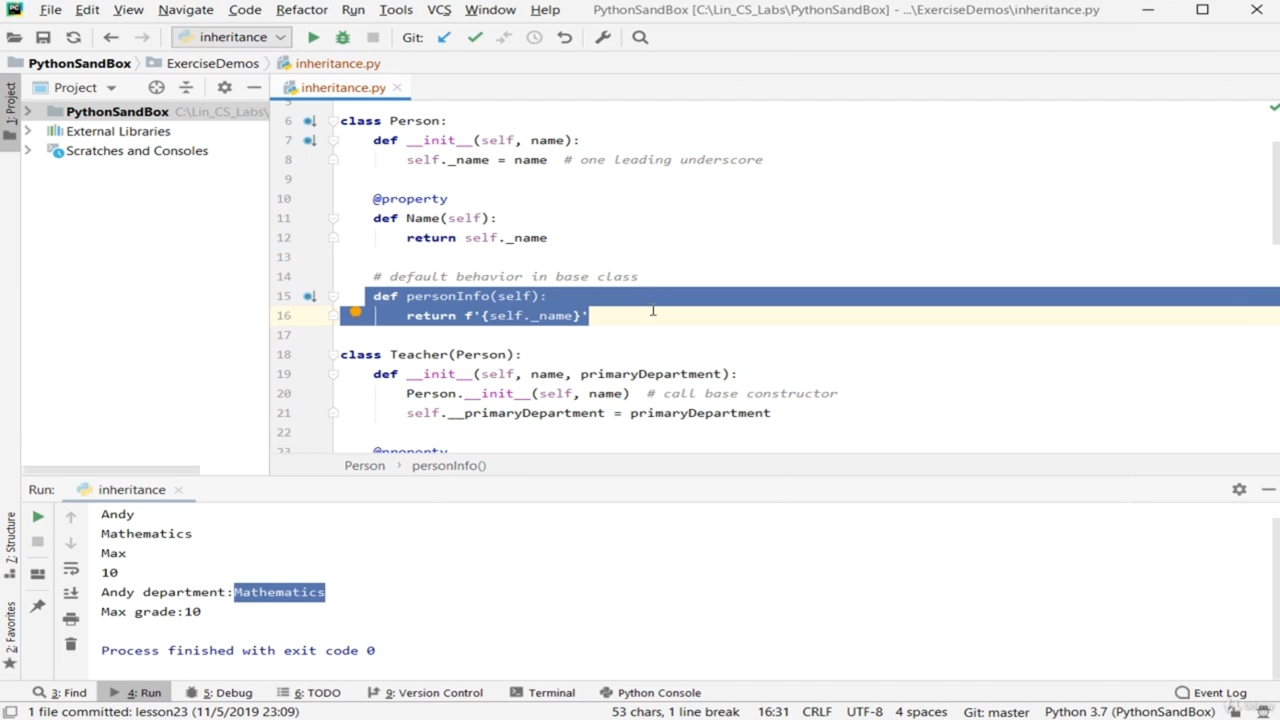 File Edit View Navigate Code Refactor Run Tools VCS Window Help PythonSandBox [C:\Lin_CS_Labs\PythonSandBox] - ...\ExerciseDemos\inheritance.py
inheritance Git:
PythonSandBox ExerciseDemos inheritance.py
1: Project
Project
inheritance.py
PythonSandBox C:\Lin_CS_Labs\
External Libraries
Scratches and Consoles
5
6 class Person:
7 def __init__(self, name):
8 self._name = name # one leading underscore
9
10 @property
11 def Name(self):
12 return self._name
13
14 # default behavior in base class
15 def personInfo(self):
16 return f'{self._name}'
17
18 class Teacher(Person):
19 def __init__(self, name, primaryDepartment):
20 Person.__init__(self, name) # call base constructor
21 self.__primaryDepartment = primaryDepartment
22
23 @property
Person personInfo()
Run: inheritance
Andy
Mathematics
Max
10
Andy department:Mathematics
Max grade:10
Process finished with exit code 0
Z: Structure
2: Favorites
3: Find 4: Run 5: Debug 6: TODO 9: Version Control Terminal Python Console Event Log
1 file committed: lesson23 (11/5/2019 23:09) 53 chars, 1 line break 16:31 CRLF UTF-8 4 spaces Git: master Python 3.7 (PythonSandBox)